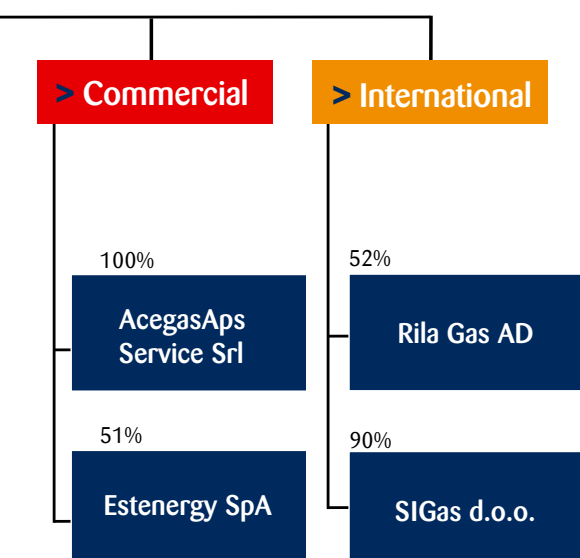 > Commercial
> International
100%
AcegasAps
Service Srl
52%
Rila Gas AD
51%
Estenergy SpA
90%
SIGas d.o.o.